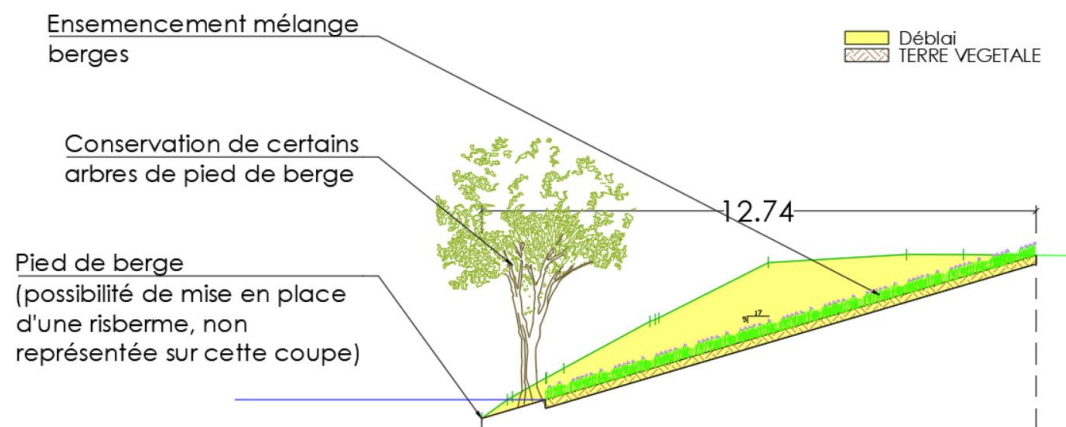 Ensemencement mélange
berges
Déblai
TERRE VEGETALE
Conservation de certains
arbres de pied de berge
12.74
Pied de berge
(possibilité de mise en place
d'une risberme, non
représentée sur cette coupe)
17